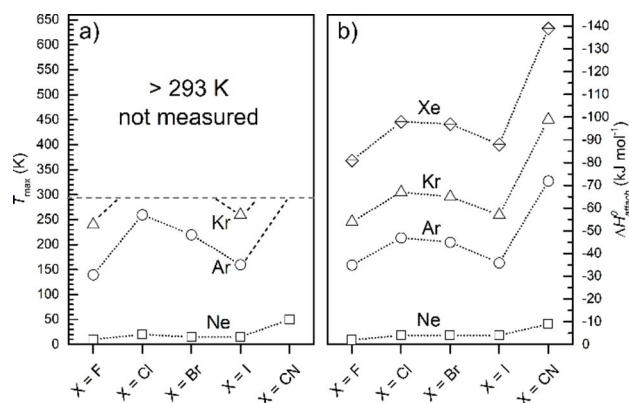 a)
> 293 K
not measured
Kr
Ar
Ne
T_max (K)
650
600
550
500
450
400
350
300
250
200
150
100
50
0
X = F
X = Cl
X = Br
X = I
X = CN
b)
Xe
Kr
Ar
Ne
-140
-130
-120
-110
-100
-90
-80
-70
-60
-50
-40
-30
-20
-10
0
ΔH⁰_attach (kJ mol⁻¹)
X = F
X = Cl
X = Br
X = I
X = CN